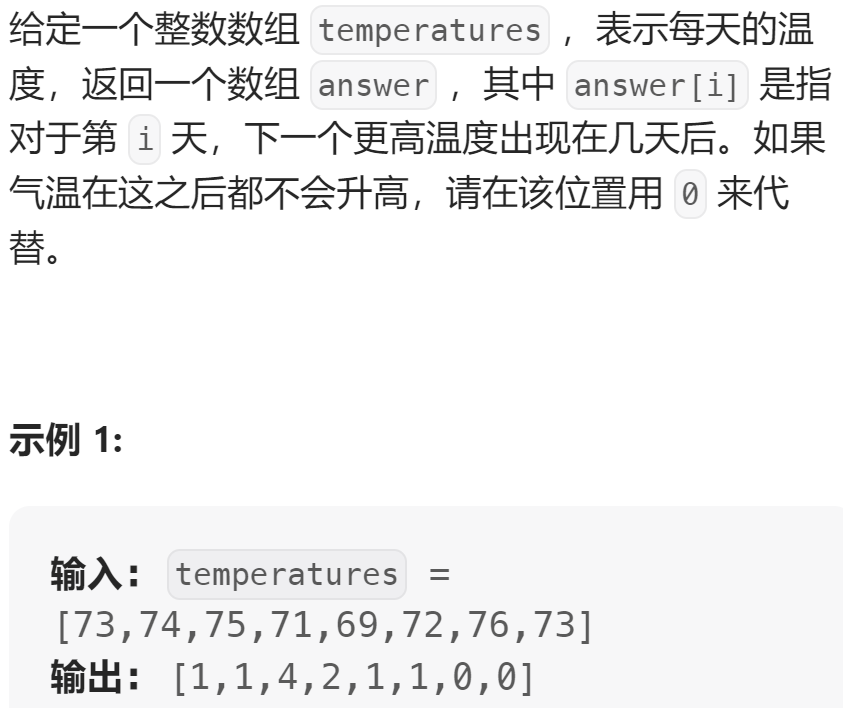 给定一个整数数组 temperatures ，表示每天的温
度，返回一个数组 answer ，其中 answer[i] 是指
对于第 i 天，下一个更高温度出现在几天后。如果
气温在这之后都不会升高，请在该位置用 0 来代
替。
示例 1:
输入： temperatures =
[73,74,75,71,69,72,76,73]
输出： [1,1,4,2,1,1,0,0]